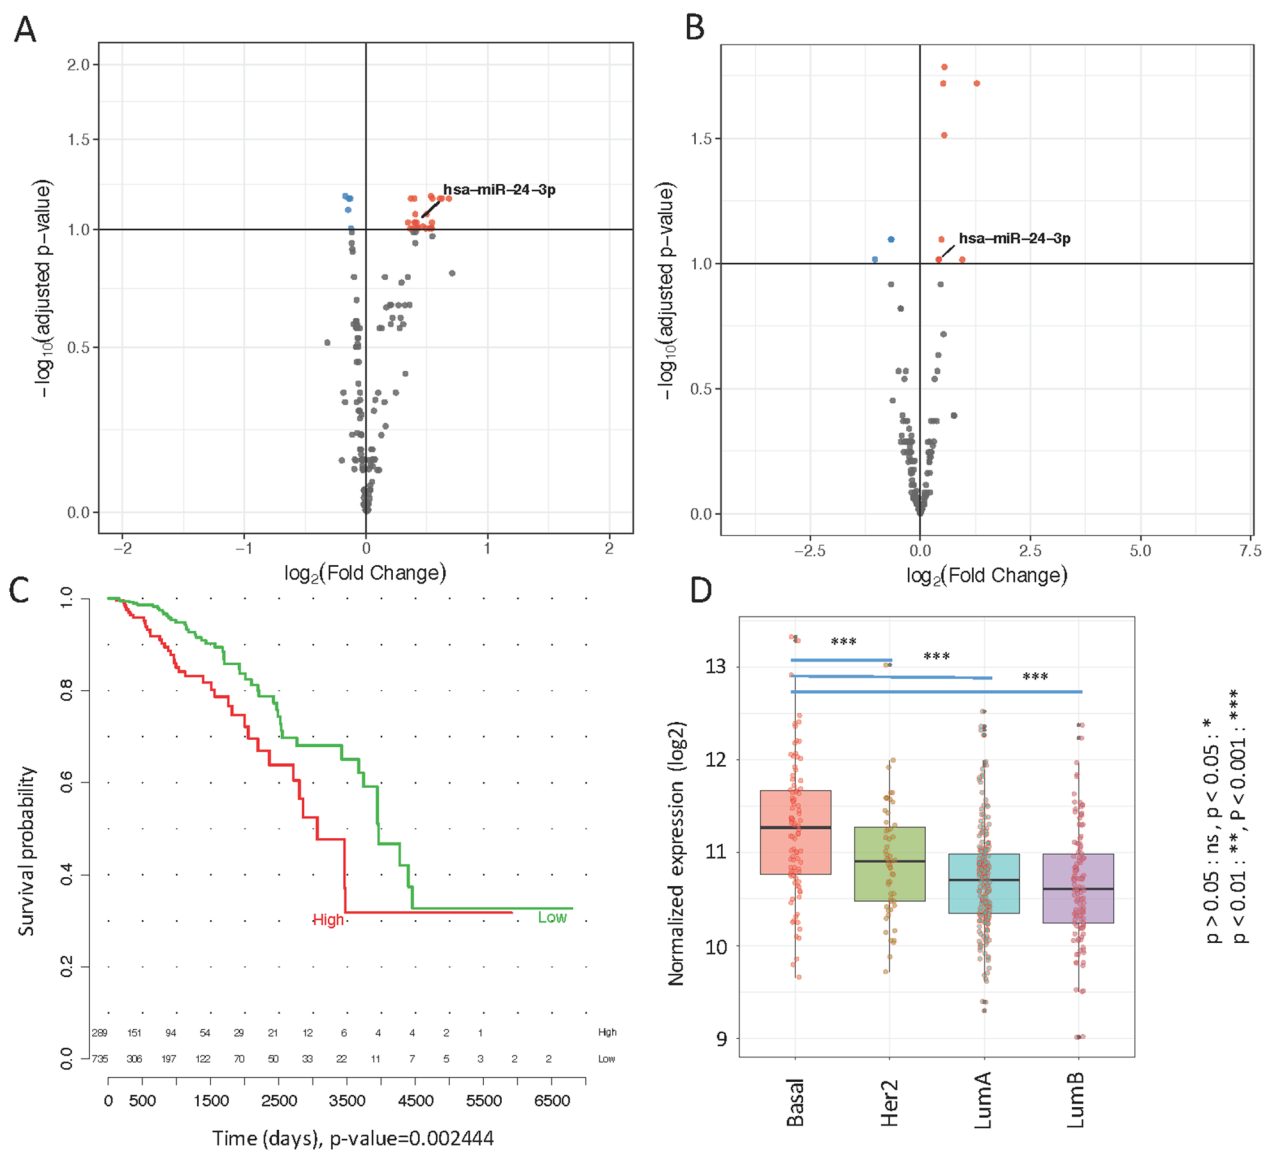 A
2.0
1.5
1.0
0.5
0.0
−log10(adjusted p−value)
hsa−miR−24−3p
−2 −1 0 1 2
log2(Fold Change)
B
1.5
1.0
0.5
0.0
−log10(adjusted p−value)
hsa−miR−24−3p
−2.5 0.0 2.5 5.0 7.5
log2(Fold Change)
C
1.0
0.8
0.6
0.4
0.2
0.0
Survival probability
High
Low
289 151 94 54 29 21 12 6 4 4 2 1 High
735 306 197 122 70 50 33 22 11 7 5 3 2 2 Low
0 500 1500 2500 3500 4500 5500 6500
Time (days), p-value=0.002444
D
13
12
11
10
9
Normalized expression (log2)
***
***
***
Basal
Her2
LumA
LumB
p > 0.05 : ns, p < 0.05 : *
p < 0.01 : **, P < 0.001 : ***